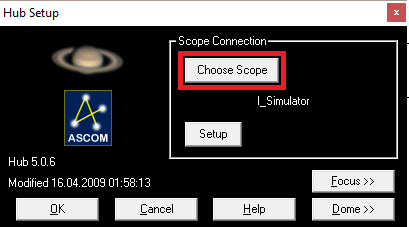 Hub Setup
x
Scope Connection
Choose Scope
I_Simulator
Setup
ASCOM
Hub 5.0.6
Modified 16.04.2009 01:58:13
Focus >>
OK
Cancel
Help
Dome >>